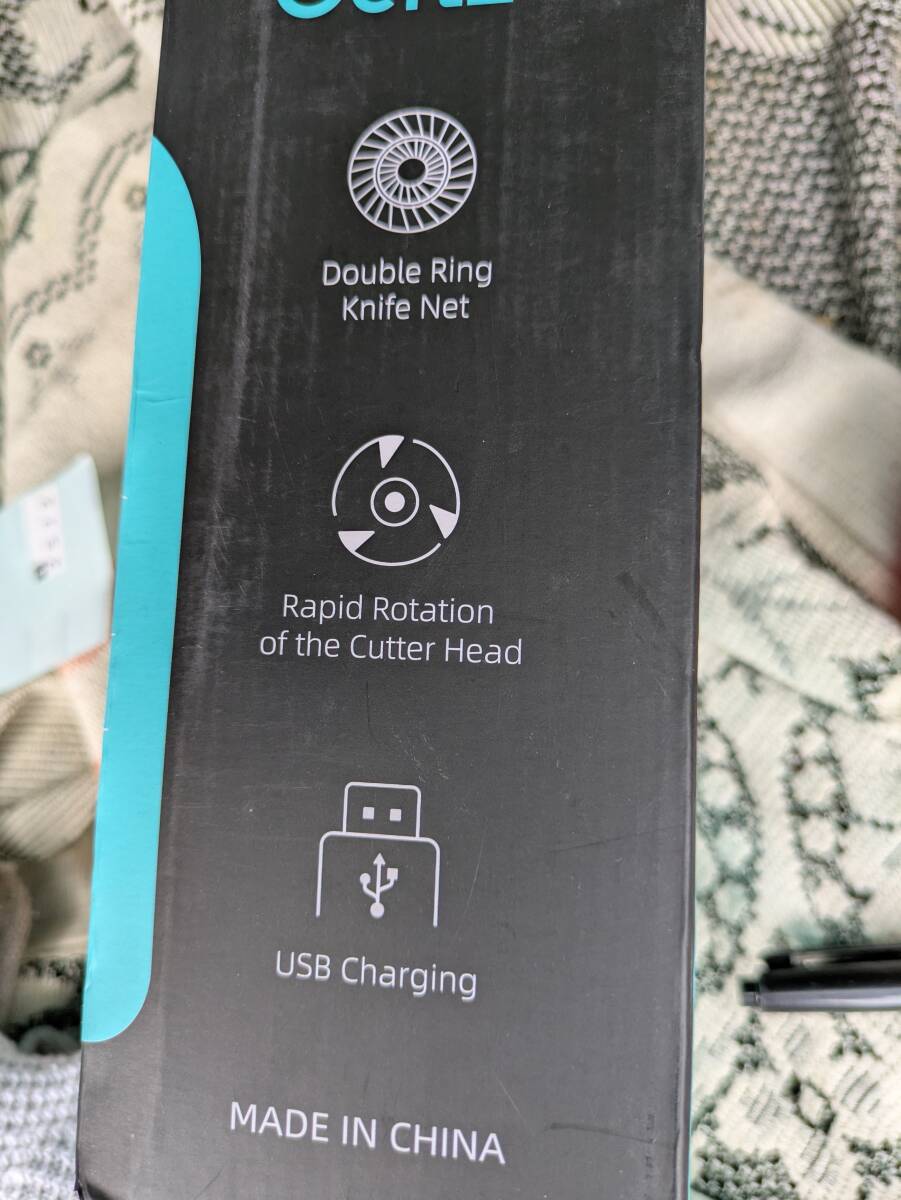 Double Ring
Knife Net
Rapid Rotation
of the Cutter Head
USB Charging
MADE IN CHINA